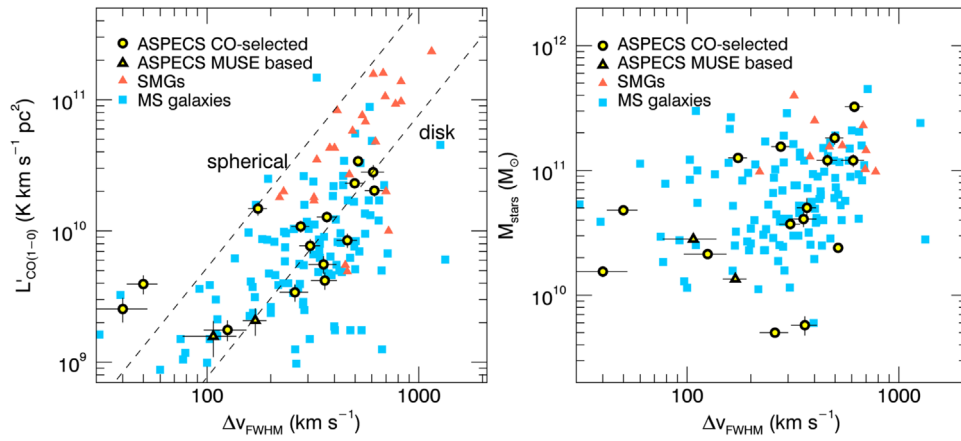 ASPECS CO-selected
ASPECS MUSE based
SMGs
MS galaxies
spherical
disk
L'CO(1−0) (K km s⁻¹ pc²)
10¹¹
10¹⁰
10⁹
100
1000
ΔvFWHM (km s⁻¹)
ASPECS CO-selected
ASPECS MUSE based
SMGs
MS galaxies
Mstars (M⊙)
10¹²
10¹¹
10¹⁰
100
1000
ΔvFWHM (km s⁻¹)